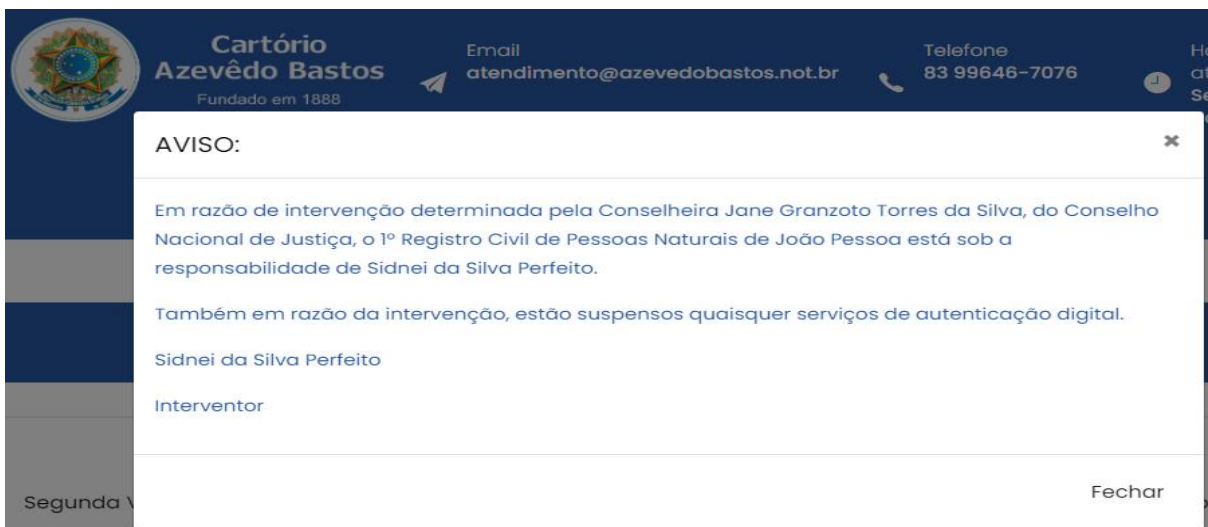 Cartório
Azevêdo Bastos
Fundado em 1888
Email
atendimento@azevedobastos.not.br
Telefone
83 99646-7076
AVISO:
Em razão de intervenção determinada pela Conselheira Jane Granzoto Torres da Silva, do Conselho
Nacional de Justiça, o 1º Registro Civil de Pessoas Naturais de João Pessoa está sob a
responsabilidade de Sidnei da Silva Perfeito.
Também em razão da intervenção, estão suspensos quaisquer serviços de autenticação digital.
Sidnei da Silva Perfeito
Interventor
Fechar
Segunda